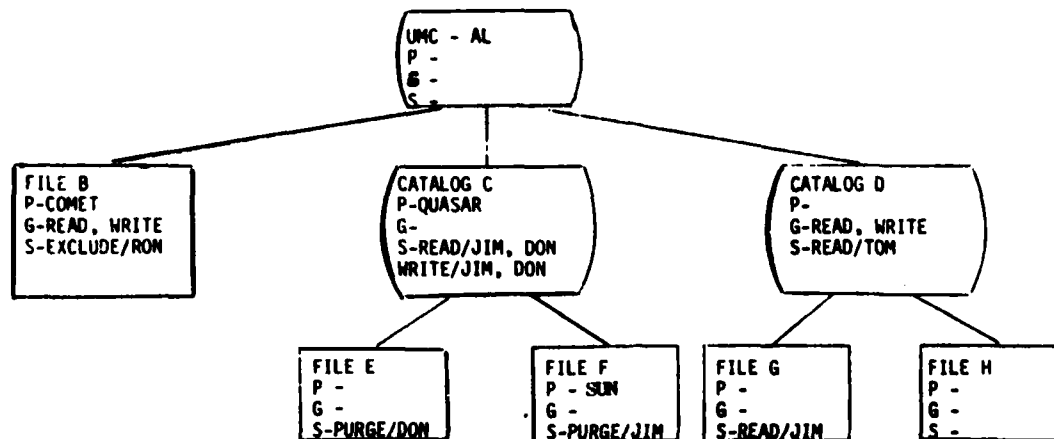 UMC - AL
P -
G -
S -
FILE B
P-COMET
G-READ, WRITE
S-EXCLUDE/RON
CATALOG C
P-QUASAR
G-
S-READ/JIM, DON
WRITE/JIM, DON
CATALOG D
P-
G-READ, WRITE
S-READ/TOM
FILE E
P -
G -
S-PURGE/DON
FILE F
P - SUN
G -
S-PURGE/JIM
FILE G
P -
G -
S-READ/JIM
FILE H
P -
G -
S -